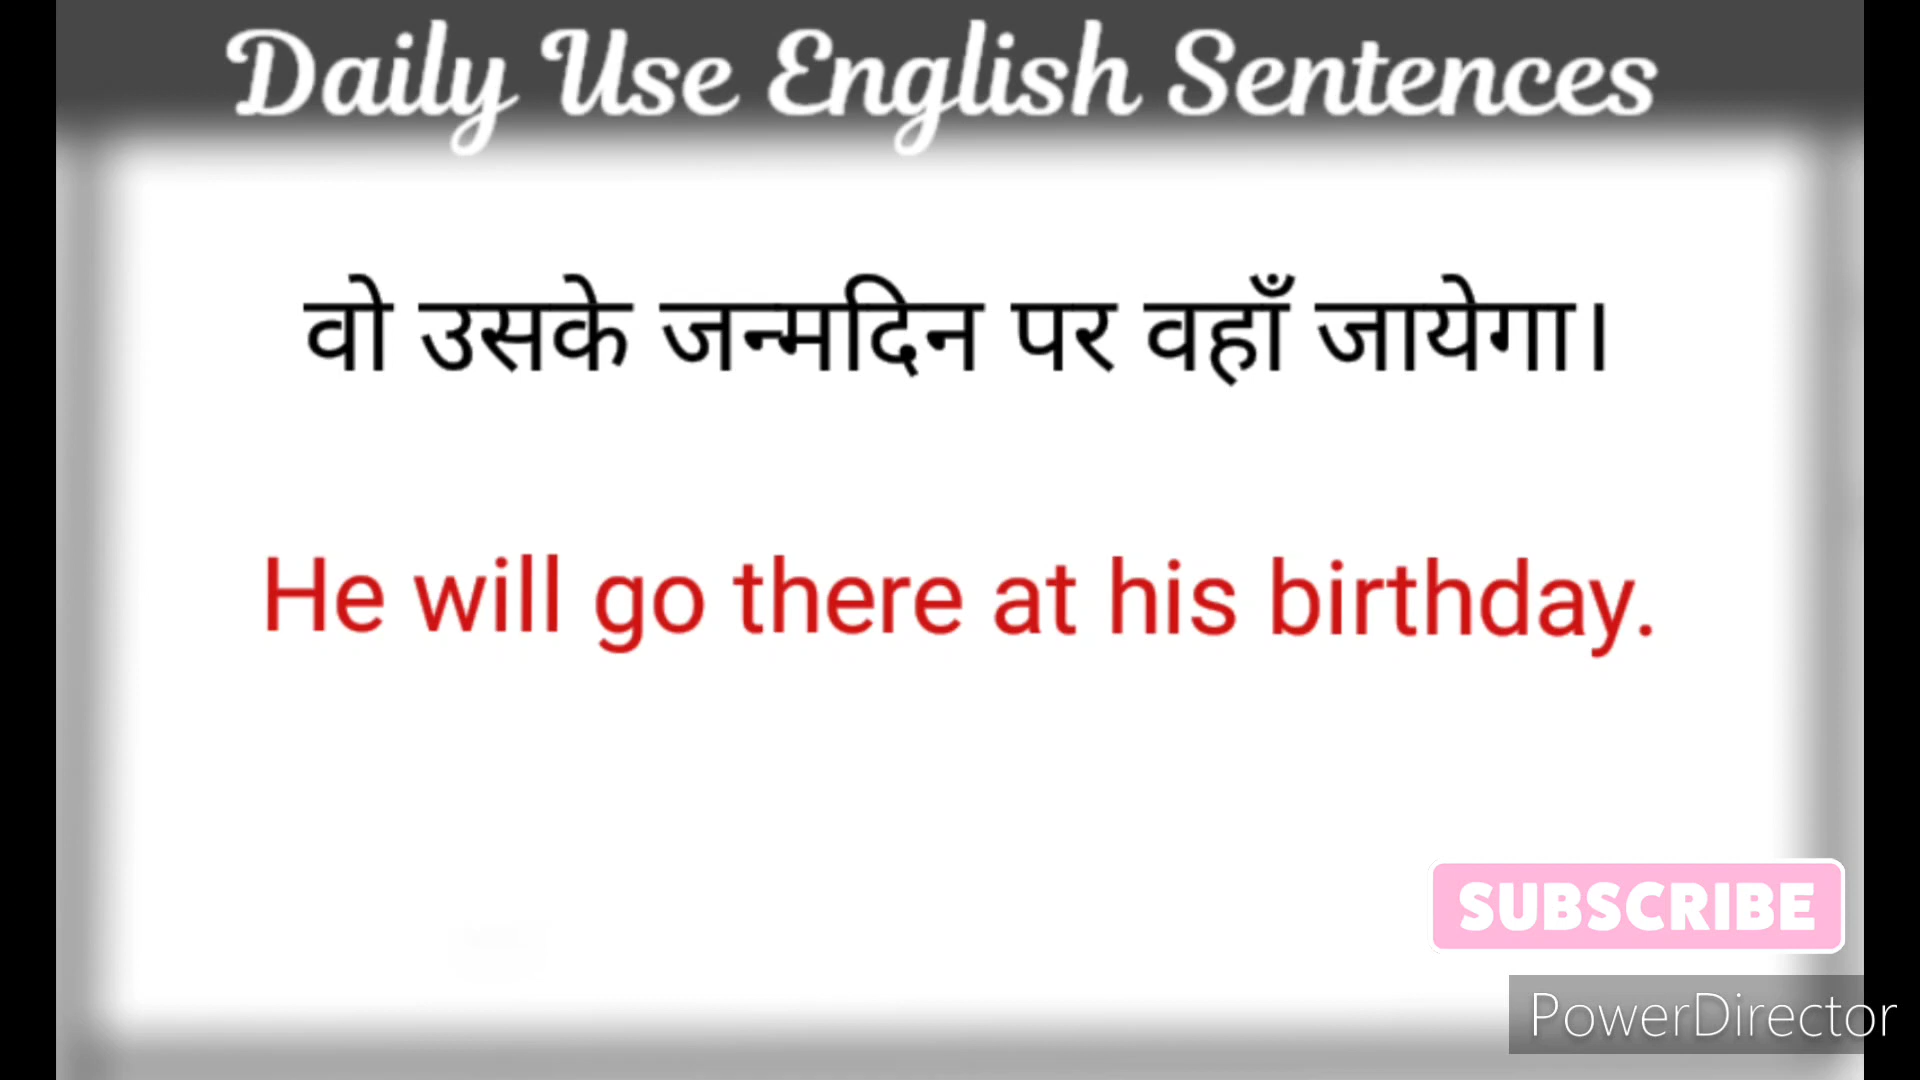 Daily Use English Sentences
वो उसके जन्मदिन पर वहाँ जायेगा।
He will go there at his birthday.
SUBSCRIBE
PowerDirector